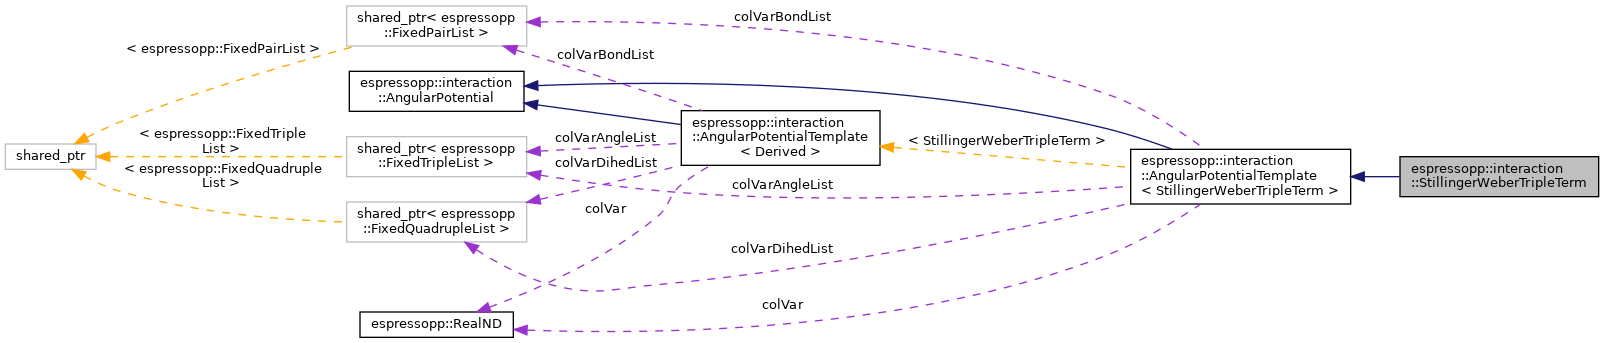 shared_ptr< espressopp
::FixedPairList >
colVarBondList
< espressopp::FixedPairList >
colVarBondList
espressopp::interaction
::AngularPotential
espressopp::interaction
::AngularPotentialTemplate
< Derived >
< espressopp::FixedTriple
List >
shared_ptr
shared_ptr< espressopp
::FixedTripleList >
colVarAngleList
colVarDihedList
< StillingerWeberTripleTerm >
espressopp::interaction
::AngularPotentialTemplate
< StillingerWeberTripleTerm >
espressopp::interaction
::StillingerWeberTripleTerm
< espressopp::FixedQuadruple
List >
colVarAngleList
shared_ptr< espressopp
::FixedQuadrupleList >
colVar
colVarDihedList
colVar
espressopp::RealND